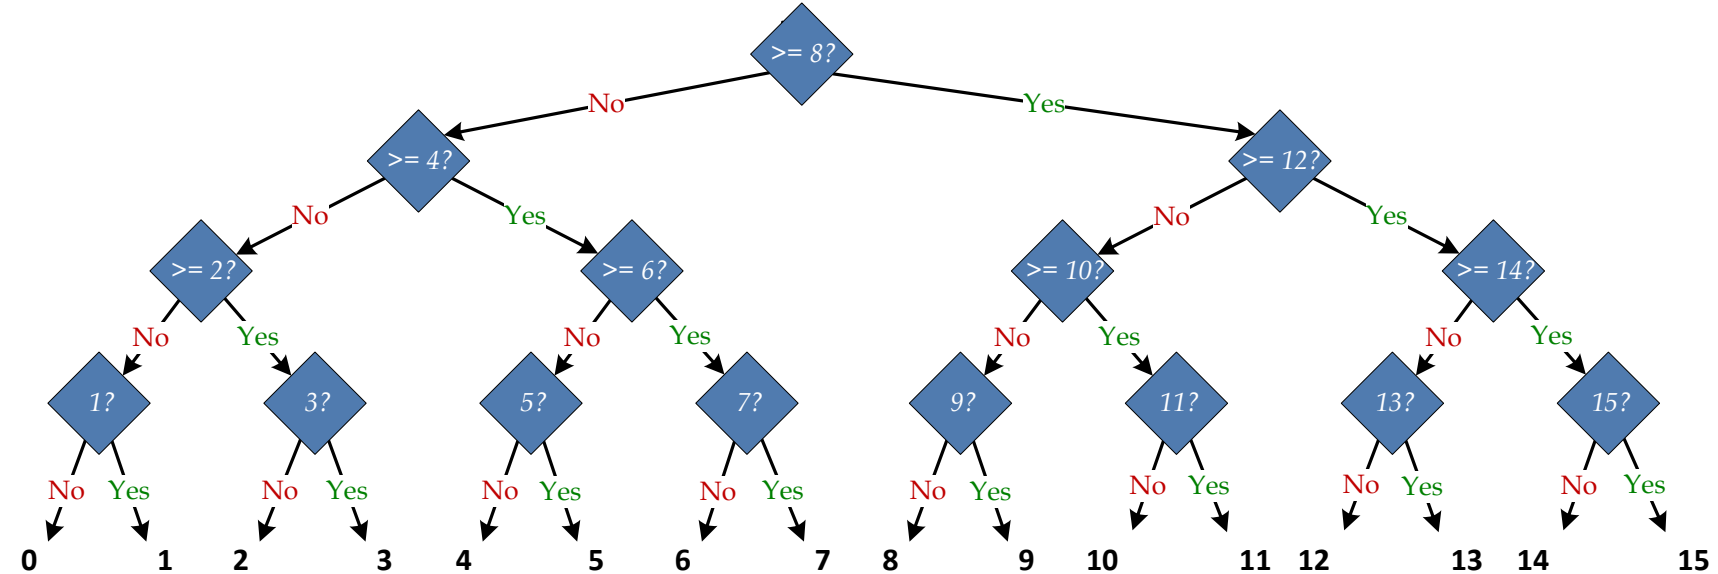 >= 8?
No Yes
>= 4? >= 12?
No Yes No Yes
>= 2? >= 6? >= 10? >= 14?
No Yes No Yes No Yes No Yes
1? 3? 5? 7? 9? 11? 13? 15?
No Yes No Yes No Yes No Yes No Yes No Yes No Yes No Yes
0 1 2 3 4 5 6 7 8 9 10 11 12 13 14 15